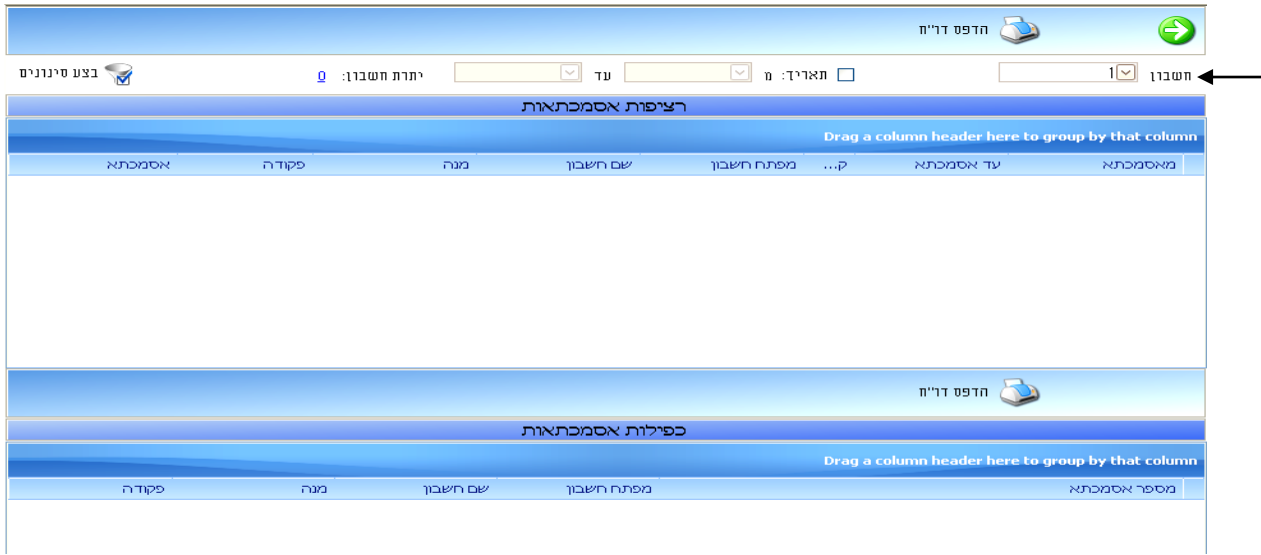 הדפס דו''ח
חשבון 1 תאריך: מ עד יתרת חשבון: 0 בצע סינונים
רציפות אסמכתאות
Drag a column header here to group by that column
מאסמכתא עד אסמכתא ק... מפתח חשבון שם חשבון מנה פקודה אסמכתא
הדפס דו''ח
כפילות אסמכתאות
Drag a column header here to group by that column
מספר אסמכתא מפתח חשבון שם חשבון מנה פקודה